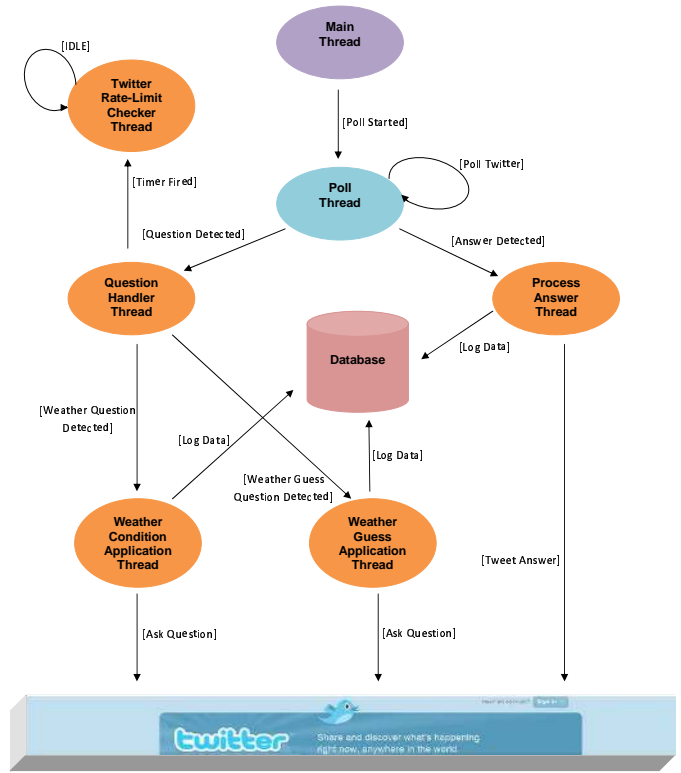 Main
Thread
[IDLE]
Twitter
Rate-Limit
Checker
Thread
[Poll Started]
[Poll Twitter]
[Timer Fired]
Poll
Thread
[Question Detected]
[Answer Detected]
Question
Handler
Thread
Process
Answer
Thread
Database
[Log Data]
[Weather Question
Detected]
[Log Data]
[Log Data]
[Weather Guess
Question Detected]
Weather
Condition
Application
Thread
Weather
Guess
Application
Thread
[Tweet Answer]
[Ask Question]
[Ask Question]
Have an account? Sign in
twitter
Share and discover what's happening
right now, anywhere in the world.